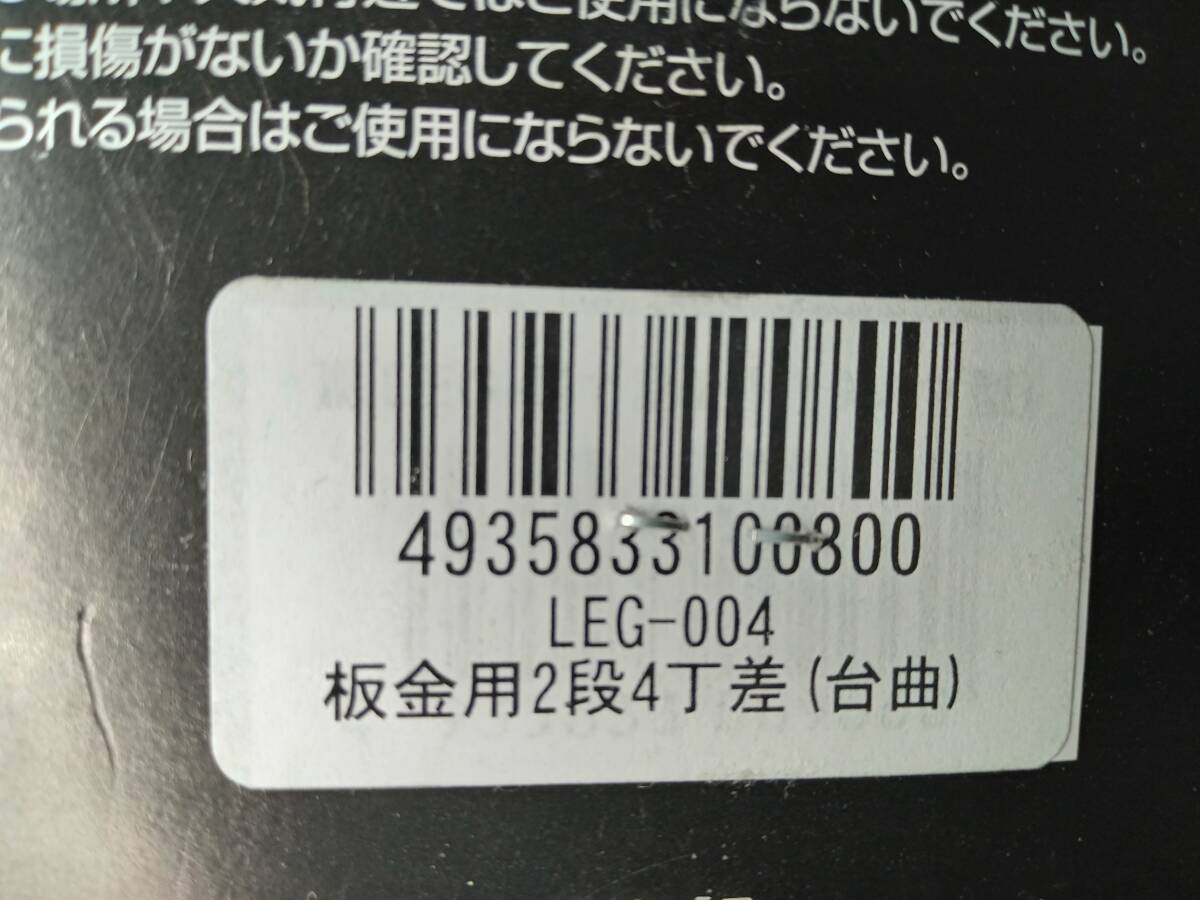 ご使用にならないでください。
に損傷がないか確認してください。
られる場合はご使用にならないでください。
4935833100800
LEG-004
板金用2段4丁差(台曲)